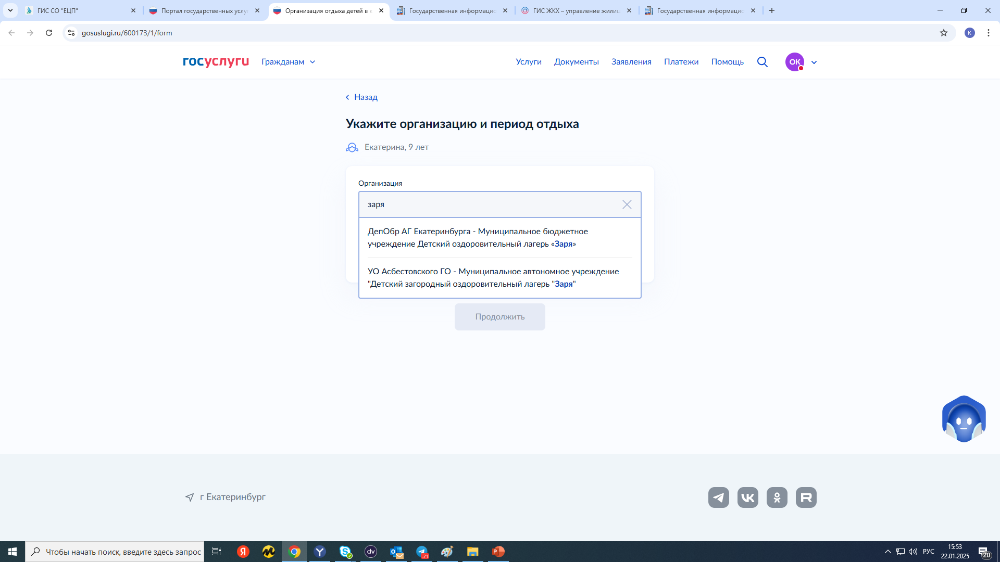 ГИС СО "ЕЦП"
Портал государственных услу
Организация отдыха детей в к
Государственная информацио
ГИС ЖКХ – управление жилищ
Государственная информацио
gosuslugi.ru/600173/1/form
K
госуслуги
Гражданам
Услуги
Документы
Заявления
Платежи
Помощь
ОК
Назад
Укажите организацию и период отдыха
Екатерина, 9 лет
Организация
заря
ДепОбр АГ Екатеринбурга - Муниципальное бюджетное
учреждение Детский оздоровительный лагерь «Заря»
УО Асбестовского ГО - Муниципальное автономное учреждение
"Детский загородный оздоровительный лагерь "Заря"
Продолжить
г Екатеринбург
Чтобы начать поиск, введите здесь запрос
Я
Y
dv
71
P
РУС
15:53
22.01.2025
20